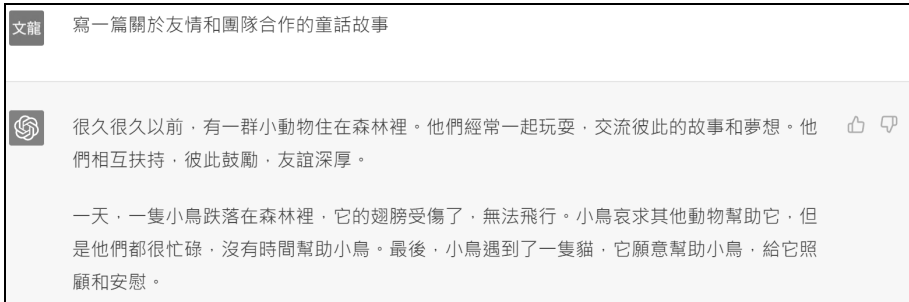 文龍
寫一篇關於友情和團隊合作的童話故事
很久很久以前，有一群小動物住在森林裡。他們經常一起玩耍，交流彼此的故事和夢想。他
們相互扶持，彼此鼓勵，友誼深厚。
一天，一隻小鳥跌落在森林裡，它的翅膀受傷了，無法飛行。小鳥哀求其他動物幫助它，但
是他們都很忙碌，沒有時間幫助小鳥。最後，小鳥遇到了一隻貓，它願意幫助小鳥，給它照
顧和安慰。